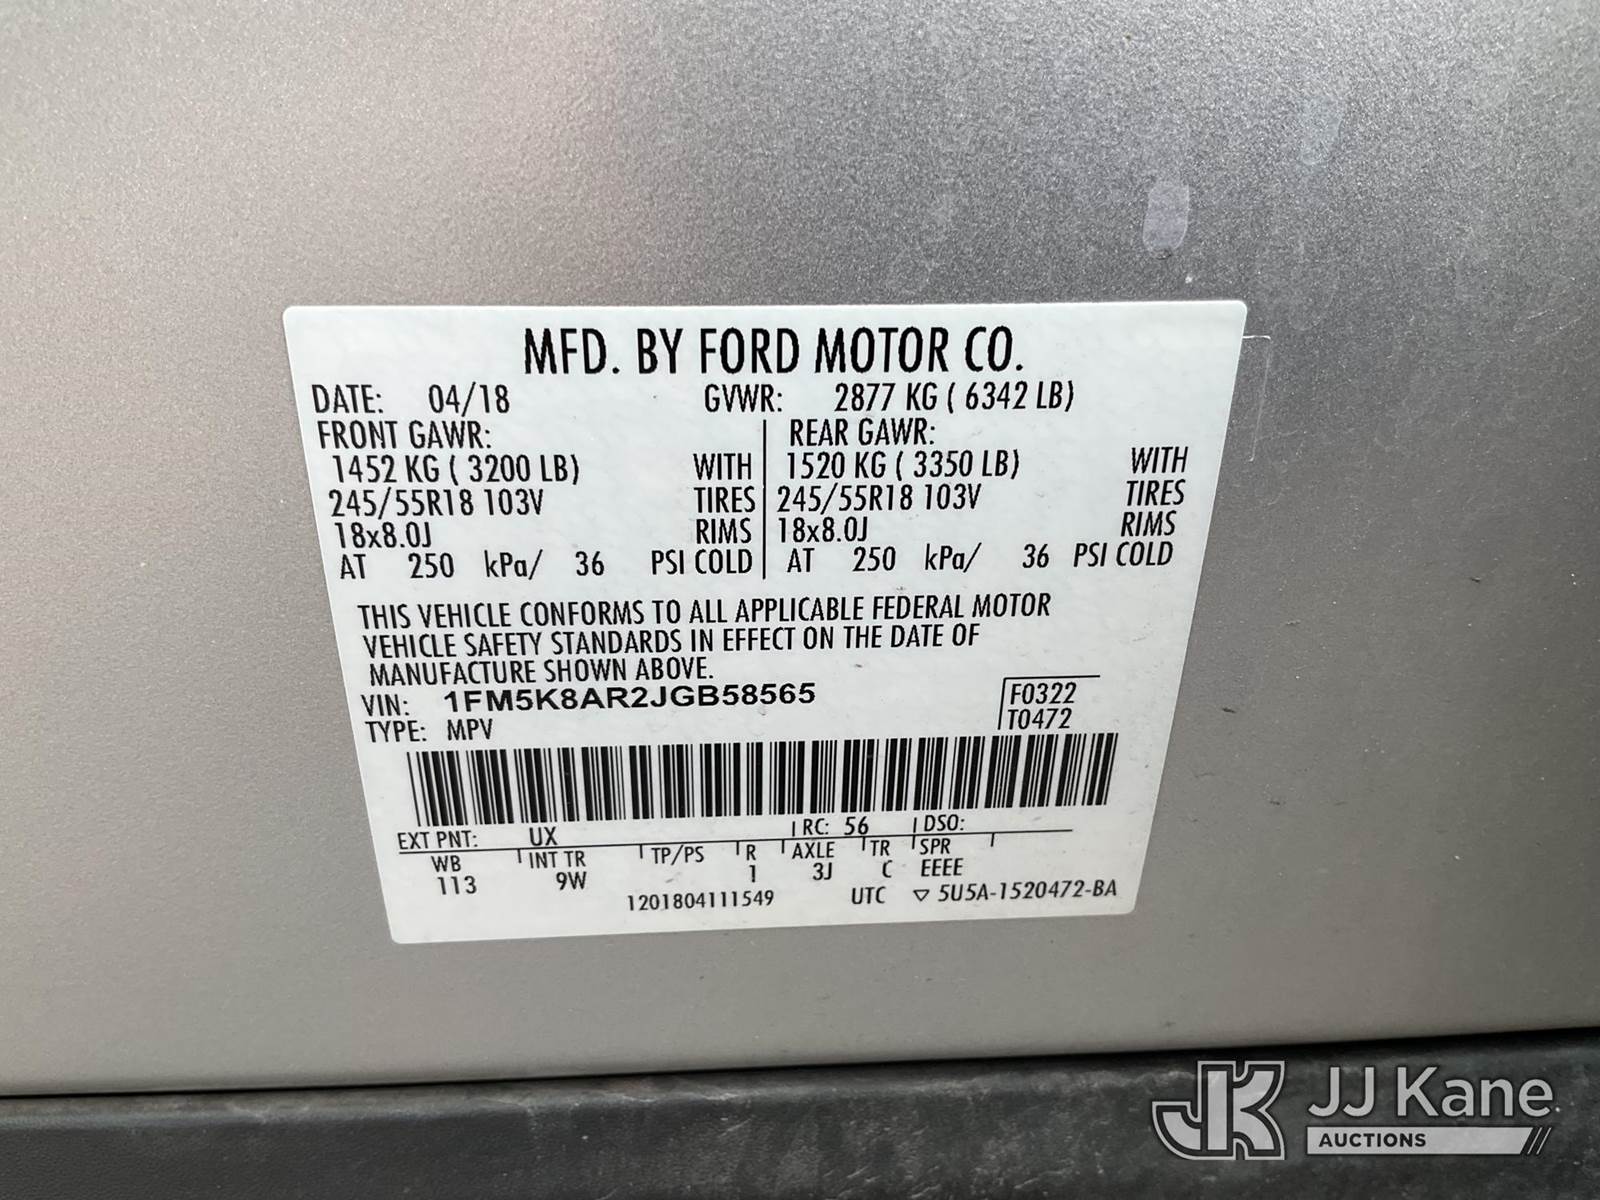 MFD. BY FORD MOTOR CO.
DATE: 04/18 GVWR: 2877 KG ( 6342 LB)
FRONT GAWR: REAR GAWR:
1452 KG ( 3200 LB) WITH 1520 KG ( 3350 LB) WITH
245/55R18 103V TIRES 245/55R18 103V TIRES
18x8.0J RIMS 18x8.0J RIMS
AT 250 kPa/ 36 PSI COLD AT 250 kPa/ 36 PSI COLD
THIS VEHICLE CONFORMS TO ALL APPLICABLE FEDERAL MOTOR
VEHICLE SAFETY STANDARDS IN EFFECT ON THE DATE OF
MANUFACTURE SHOWN ABOVE.
VIN: 1FM5K8AR2JGB58565 F0322
TYPE: MPV T0472
EXT PNT: UX RC: 56 DSO:
WB INT TR TP/PS R AXLE TR SPR
113 9W 1 3J C EEEE
1201804111549 UTC ▽ 5U5A-1520472-BA
JK JJ Kane
AUCTIONS